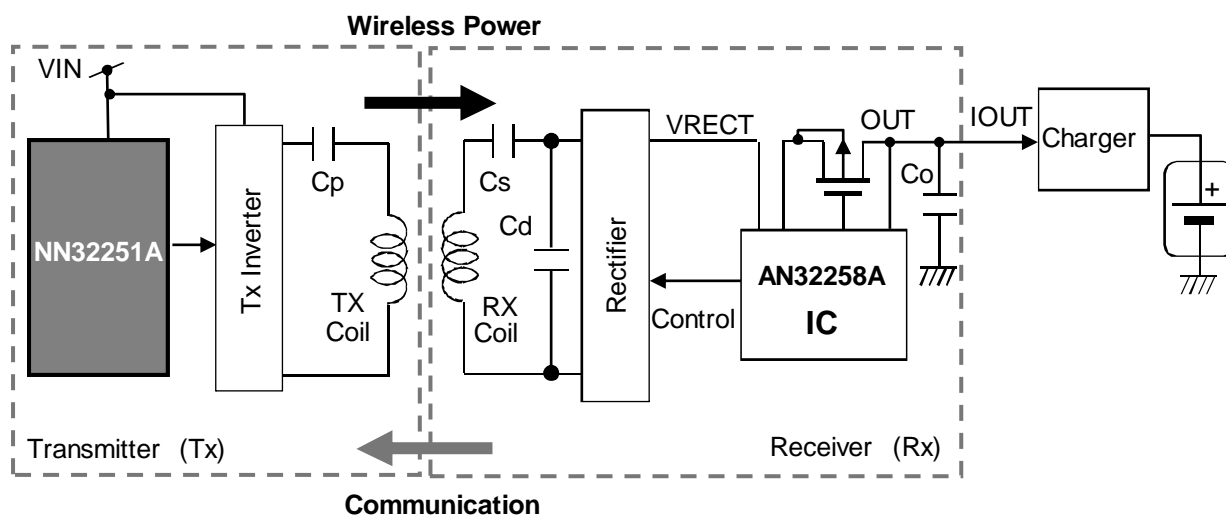 Wireless Power
VIN
NN32251A
Tx Inverter
Cp
TX
Coil
Cs
Cd
RX
Coil
Rectifier
VRECT
Control
AN32258A
IC
OUT
Co
IOUT
Charger
+
Transmitter (Tx)
Receiver (Rx)
Communication